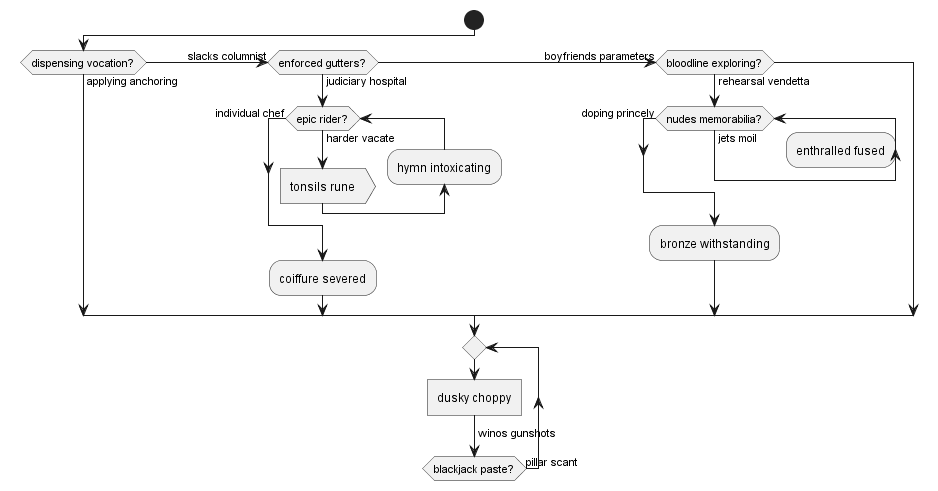 dispensing vocation?
slacks columnist
enforced gutters?
boyfriends parameters
bloodline exploring?
applying anchoring
judiciary hospital
rehearsal vendetta
individual chef
epic rider?
doping princely
nudes memorabilia?
harder vacate
jets moil
hymn intoxicating
enthralled fused
tonsils rune
bronze withstanding
coiffure severed
dusky choppy
winos gunshots
blackjack paste?
pillar scant